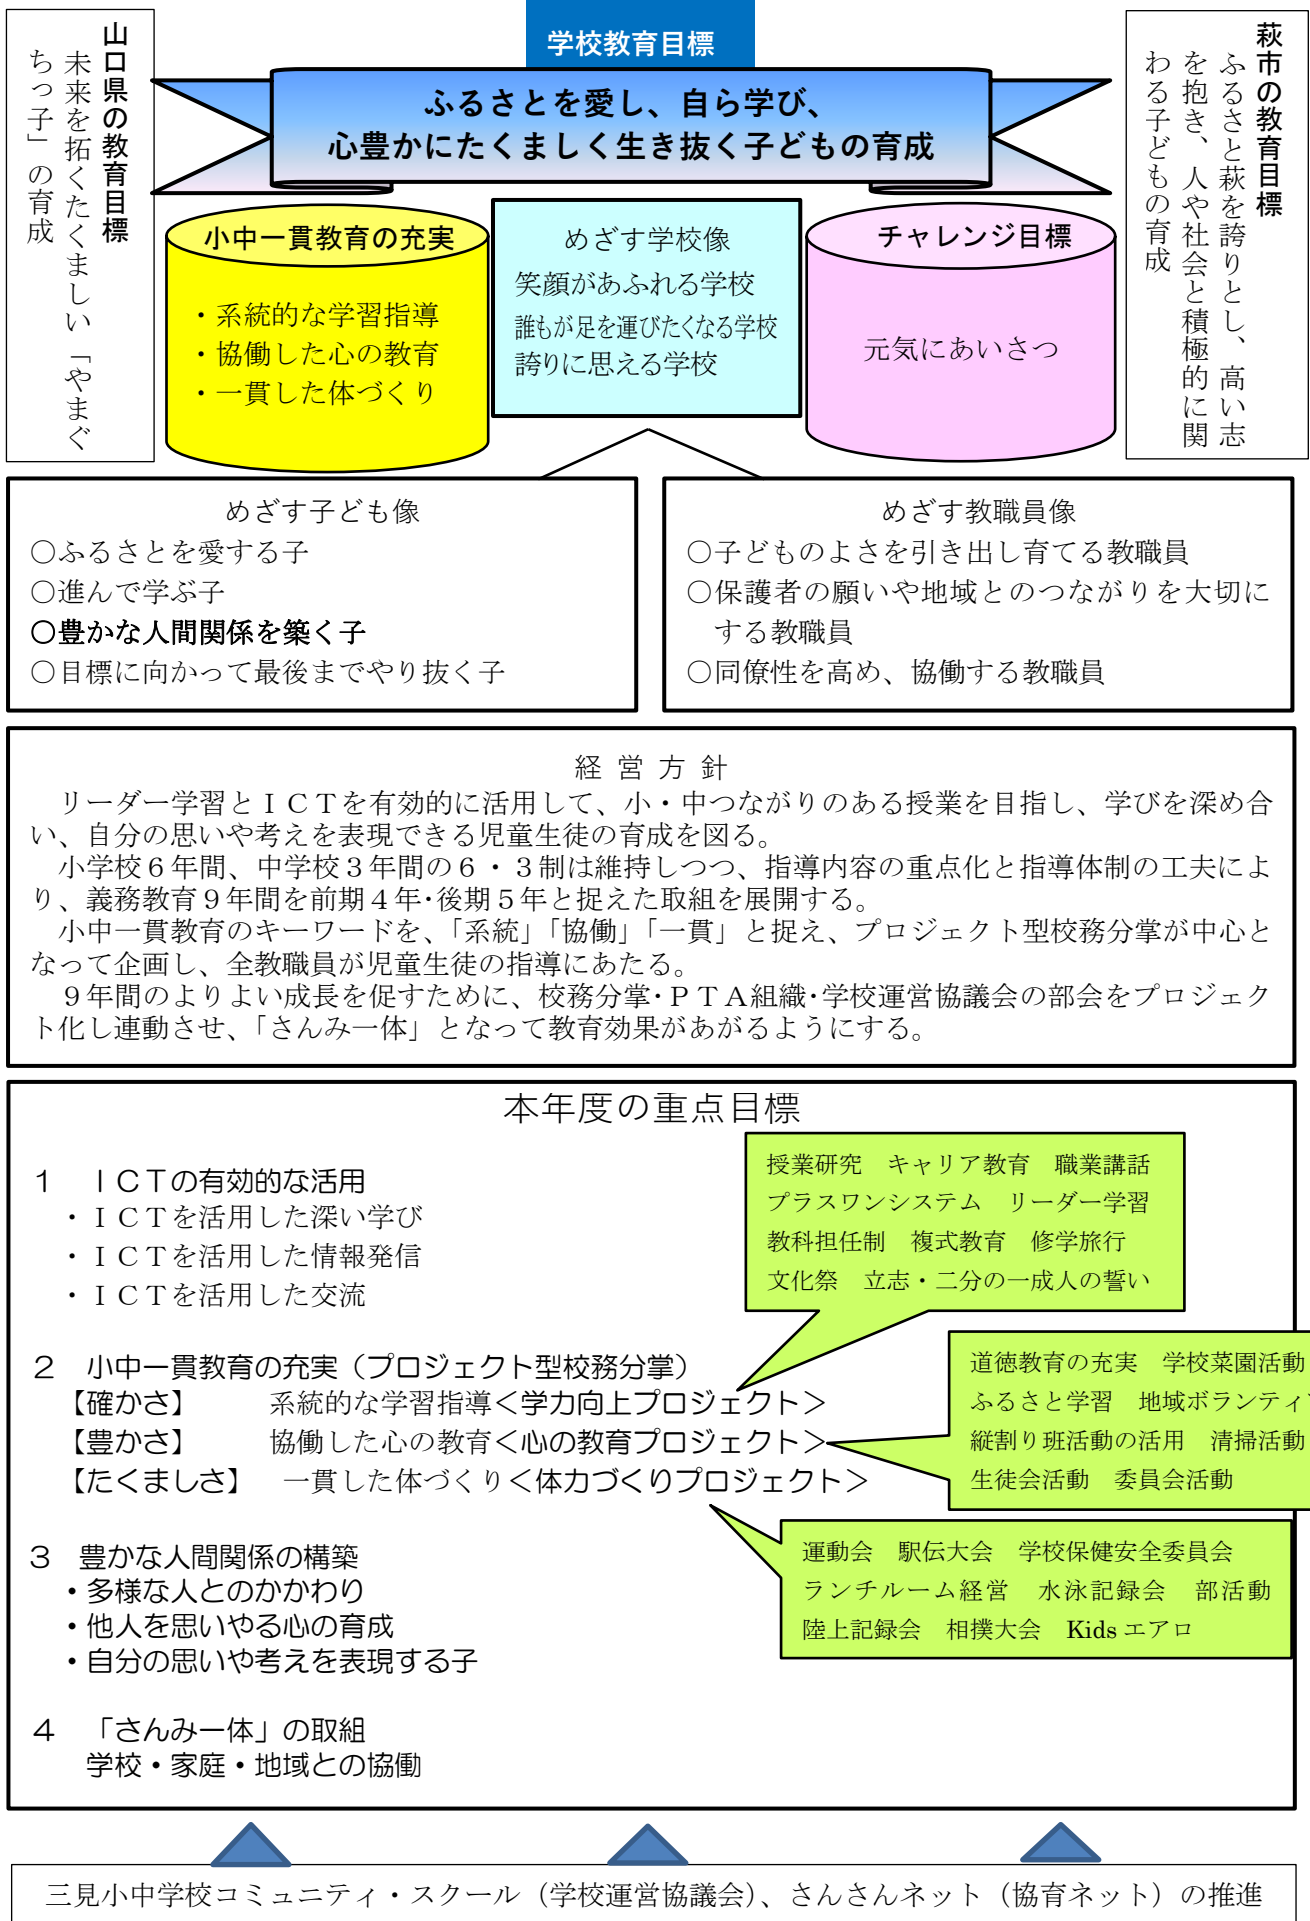 学校教育目標
ふるさとを愛し、自ら学び、
心豊かにたくましく生き抜く子どもの育成
山口県の教育目標
未来を拓くたくましい「やまぐ
ちっ子」の育成
萩市の教育目標
ふるさと萩を誇りとし、高い志
を抱き、人や社会と積極的に関
わる子どもの育成
小中一貫教育の充実
・系統的な学習指導
・協働した心の教育
・一貫した体づくり
めざす学校像
笑顔があふれる学校
誰もが足を運びたくなる学校
誇りに思える学校
チャレンジ目標
元気にあいさつ
めざす子ども像
○ふるさとを愛する子
○進んで学ぶ子
○豊かな人間関係を築く子
○目標に向かって最後までやり抜く子
めざす教職員像
○子どものよさを引き出し育てる教職員
○保護者の願いや地域とのつながりを大切に
する教職員
○同僚性を高め、協働する教職員
経営方針
リーダー学習とＩＣＴを有効的に活用して、小・中つながりのある授業を目指し、学びを深め合
い、自分の思いや考えを表現できる児童生徒の育成を図る。
小学校６年間、中学校３年間の６・３制は維持しつつ、指導内容の重点化と指導体制の工夫によ
り、義務教育９年間を前期４年･後期５年と捉えた取組を展開する。
小中一貫教育のキーワードを、「系統」「協働」「一貫」と捉え、プロジェクト型校務分掌が中心と
なって企画し、全教職員が児童生徒の指導にあたる。
９年間のよりよい成長を促すために、校務分掌･ＰＴＡ組織･学校運営協議会の部会をプロジェク
ト化し連動させ、「さんみ一体」となって教育効果があがるようにする。
本年度の重点目標
１　ＩＣＴの有効的な活用
・ＩＣＴを活用した深い学び
・ＩＣＴを活用した情報発信
・ＩＣＴを活用した交流
授業研究　キャリア教育　職業講話
プラスワンシステム　リーダー学習
教科担任制　複式教育　修学旅行
文化祭　立志・二分の一成人の誓い
２　小中一貫教育の充実（プロジェクト型校務分掌）
【確かさ】　系統的な学習指導＜学力向上プロジェクト＞
【豊かさ】　協働した心の教育＜心の教育プロジェクト＞
【たくましさ】　一貫した体づくり＜体力づくりプロジェクト＞
道徳教育の充実　学校菜園活動
ふるさと学習　地域ボランティ
縦割り班活動の活用　清掃活動
生徒会活動　委員会活動
運動会　駅伝大会　学校保健安全委員会
ランチルーム経営　水泳記録会　部活動
陸上記録会　相撲大会　Kidsエアロ
３　豊かな人間関係の構築
・多様な人とのかかわり
・他人を思いやる心の育成
・自分の思いや考えを表現する子
４　「さんみ一体」の取組
学校・家庭・地域との協働
三見小中学校コミュニティ・スクール（学校運営協議会）、さんさんネット（協育ネット）の推進